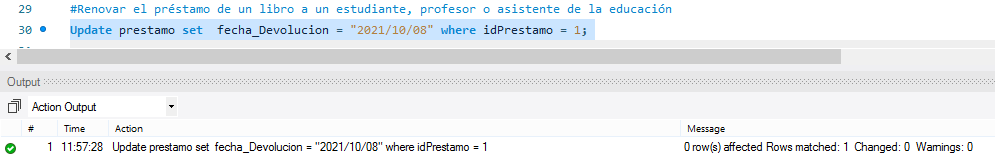 29 #Renovar el préstamo de un libro a un estudiante, profesor o asistente de la educación
30 Update prestamo set fecha_Devolucion = "2021/10/08" where idPrestamo = 1;
Output
Action Output
# Time Action Message
1 11:57:28 Update prestamo set fecha_Devolucion = "2021/10/08" where idPrestamo = 1 0 row(s) affected Rows matched: 1 Changed: 0 Warnings: 0